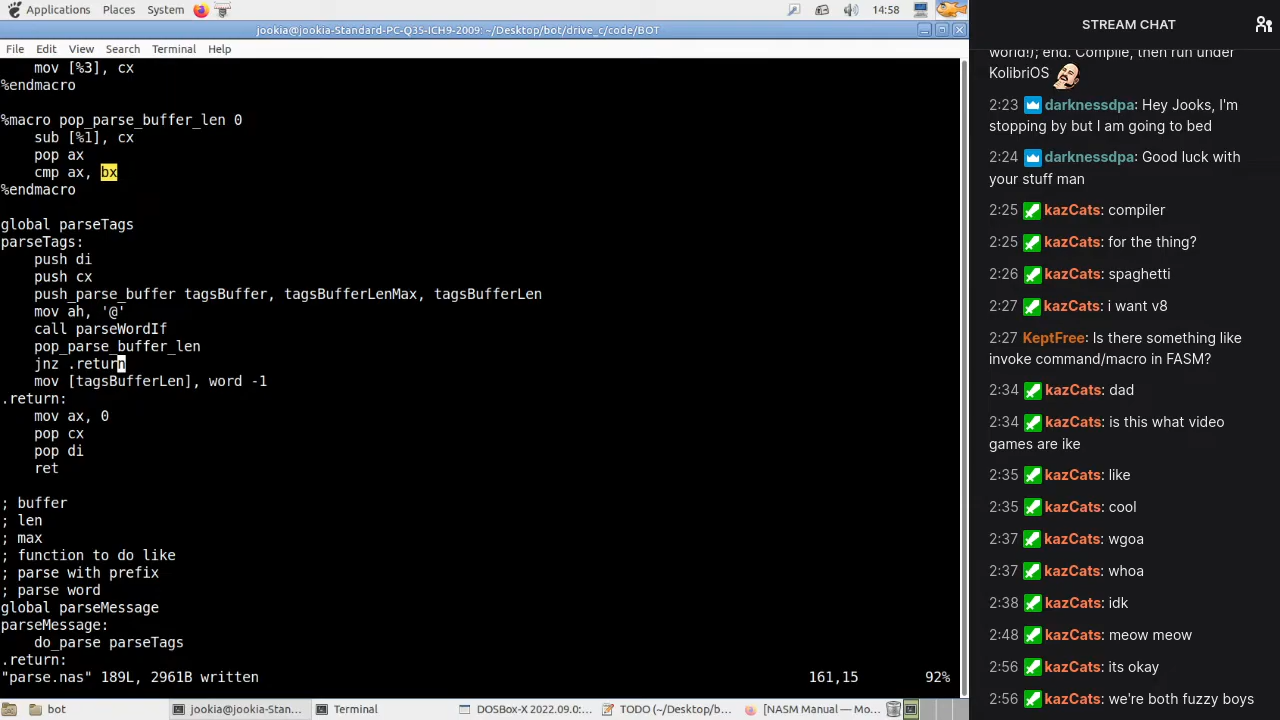 Applications Places System 14:58
jookia@jookia-Standard-PC-Q35-ICH9-2009: ~/Desktop/bot/drive_c/code/BOT
File Edit View Search Terminal Help
mov [%3], cx
%endmacro
%macro pop_parse_buffer_len 0
sub [%1], cx
pop ax
cmp ax, bx
%endmacro
global parseTags
parseTags:
push di
push cx
push_parse_buffer tagsBuffer, tagsBufferLenMax, tagsBufferLen
mov ah, '@'
call parseWordIf
pop_parse_buffer_len
jnz .return
mov [tagsBufferLen], word -1
.return:
mov ax, 0
pop cx
pop di
ret
; buffer
; len
; max
; function to do like
; parse with prefix
; parse word
global parseMessage
parseMessage:
do_parse parseTags
.return:
"parse.nas" 189L, 2961B written 161,15 92%
bot jookia@jookia-Stan... Terminal DOSBox-X 2022.09.0:... TODO (~/Desktop/b... [NASM Manual — Mo...
STREAM CHAT
world!); end. Compile, then run under
KolibriOS
2:23 darknessdpa: Hey Jooks, I'm
stopping by but I am going to bed
2:24 darknessdpa: Good luck with
your stuff man
2:25 kazCats: compiler
2:25 kazCats: for the thing?
2:26 kazCats: spaghetti
2:27 kazCats: i want v8
2:27 KeptFree: Is there something like
invoke command/macro in FASM?
2:34 kazCats: dad
2:34 kazCats: is this what video
games are ike
2:35 kazCats: like
2:35 kazCats: cool
2:37 kazCats: wgoa
2:37 kazCats: whoa
2:38 kazCats: idk
2:48 kazCats: meow meow
2:56 kazCats: its okay
2:56 kazCats: we're both fuzzy boys